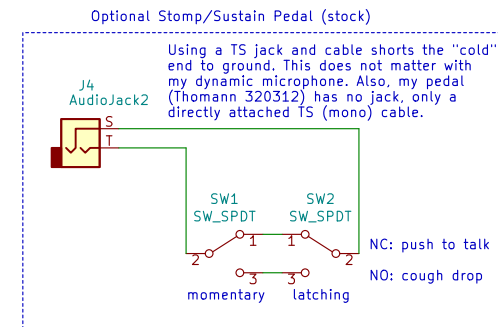 Optional Stomp/Sustain Pedal (stock)
Using a TS jack and cable shorts the "cold"
end to ground. This does not matter with
my dynamic microphone. Also, my pedal
(Thomann 320312) has no jack, only a
directly attached TS (mono) cable.
J4
AudioJack2
S
T
SW1 SW2
SW_SPDT SW_SPDT
1 1
2 2
NC: push to talk
3 3
NO: cough drop
momentary latching